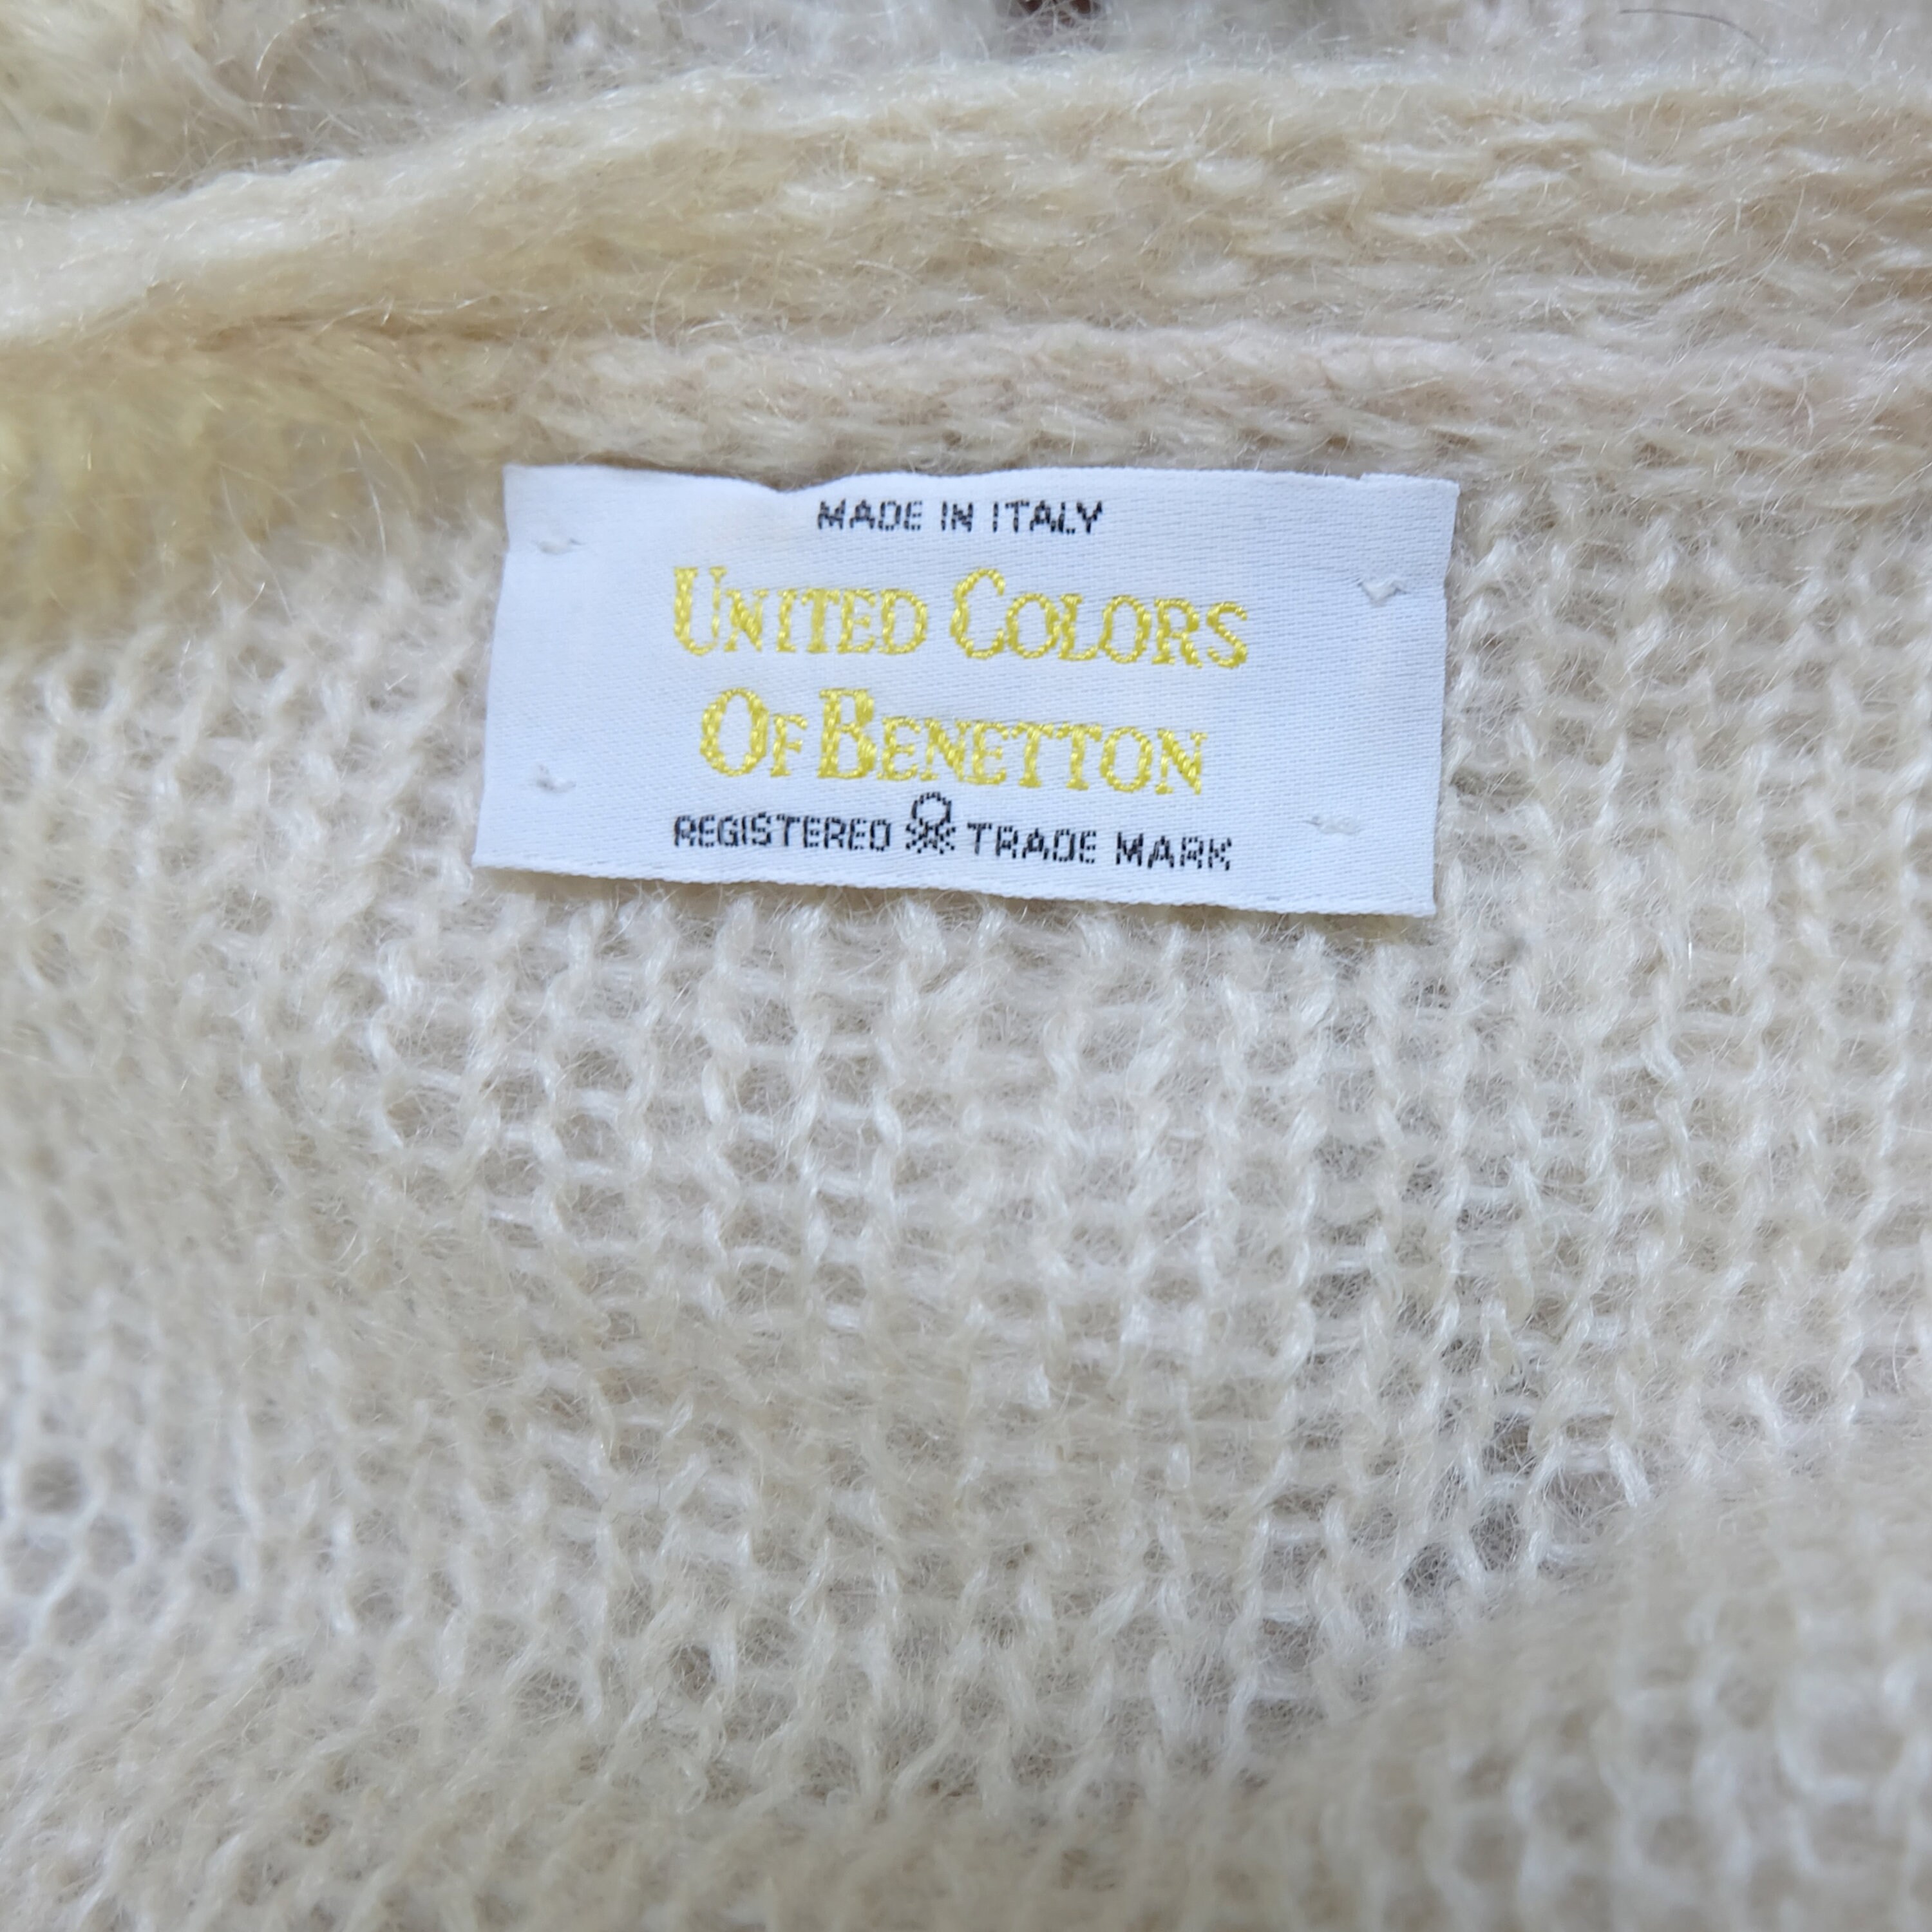 MADE IN ITALY
UNITED COLORS
OF BENETTON
REGISTERED TRADE MARK